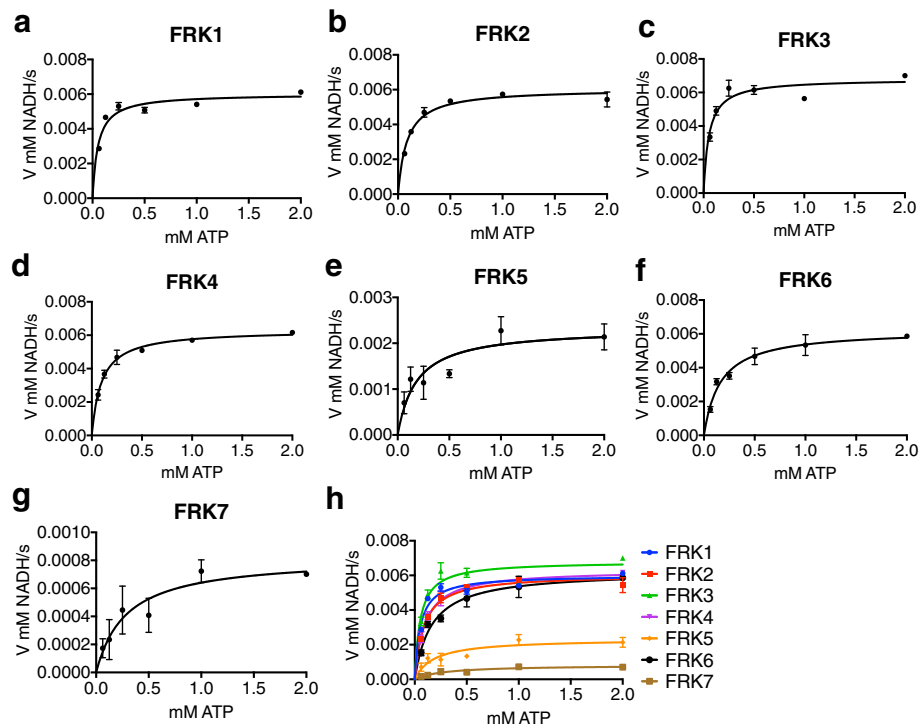 a
FRK1
V mM NADH/s
0.008
0.006
0.004
0.002
0.000
0.0 0.5 1.0 1.5 2.0
mM ATP
b
FRK2
V mM NADH/s
0.008
0.006
0.004
0.002
0.000
0.0 0.5 1.0 1.5 2.0
mM ATP
c
FRK3
V mM NADH/s
0.008
0.006
0.004
0.002
0.000
0.0 0.5 1.0 1.5 2.0
mM ATP
d
FRK4
V mM NADH/s
0.008
0.006
0.004
0.002
0.000
0.0 0.5 1.0 1.5 2.0
mM ATP
e
FRK5
V mM NADH/s
0.003
0.002
0.001
0.000
0.0 0.5 1.0 1.5 2.0
mM ATP
f
FRK6
V mM NADH/s
0.008
0.006
0.004
0.002
0.000
0.0 0.5 1.0 1.5 2.0
mM ATP
g
FRK7
V mM NADH/s
0.0010
0.0008
0.0006
0.0004
0.0002
0.0000
0.0 0.5 1.0 1.5 2.0
mM ATP
h
V mM NADH/s
0.008
0.006
0.004
0.002
0.000
0.0 0.5 1.0 1.5 2.0
mM ATP
FRK1
FRK2
FRK3
FRK4
FRK5
FRK6
FRK7